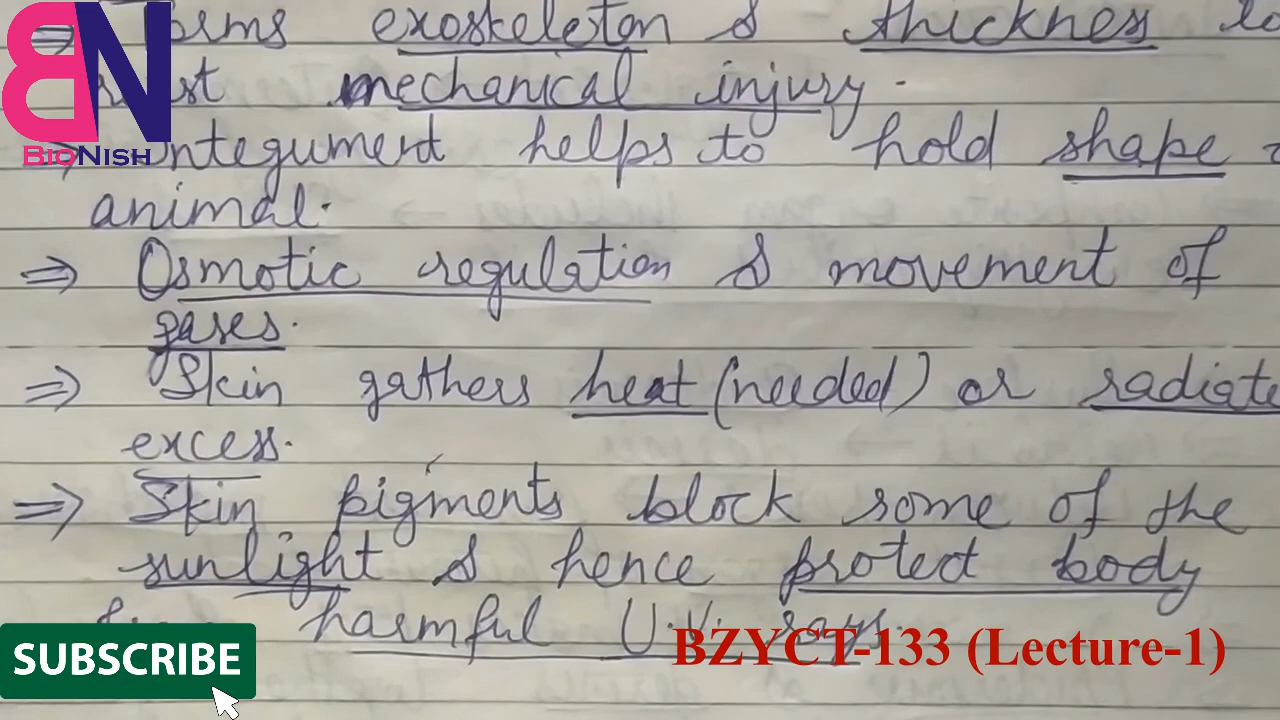 ⇒ Forms exoskeleton & thickness to
mechanical injury.
⇒ Integument helps to hold shape
animal.
⇒ Osmotic regulation & movement of
gases.
⇒ Skin gathers heat (needed) or radiate
excess.
⇒ Skin pigments block some of the
sunlight & hence protect body
harmful U.V. rays.
BN
BIONISH
SUBSCRIBE
BZYCT-133 (Lecture-1)